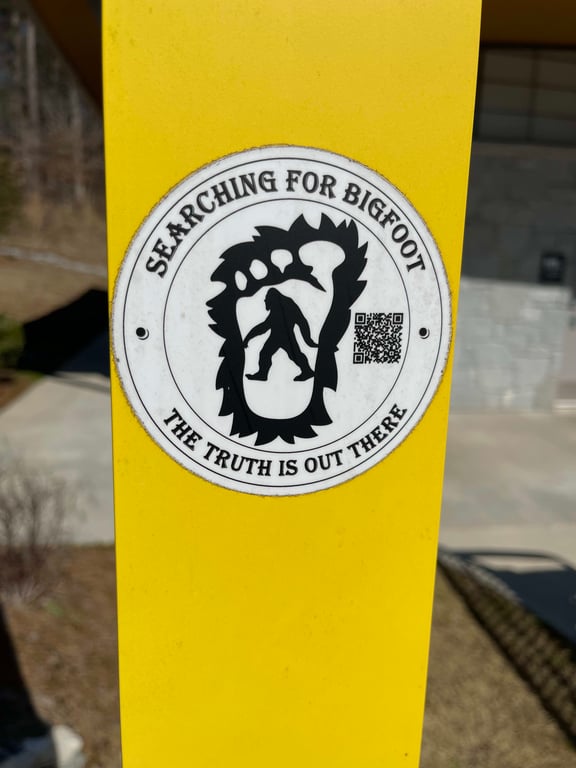 SEARCHING FOR BIGFOOT
THE TRUTH IS OUT THERE